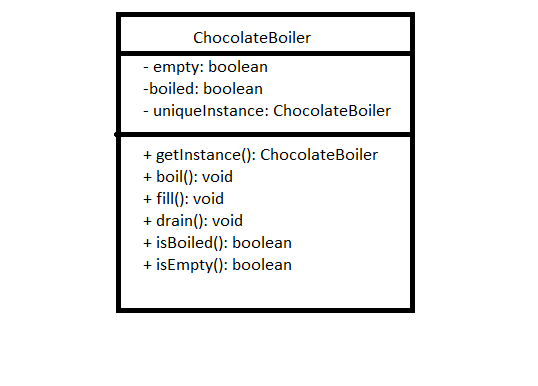 ChocolateBoiler
- empty: boolean
-boiled: boolean
- uniqueInstance: ChocolateBoiler
+ getInstance(): ChocolateBoiler
+ boil(): void
+ fill(): void
+ drain(): void
+ isBoiled(): boolean
+ isEmpty(): boolean